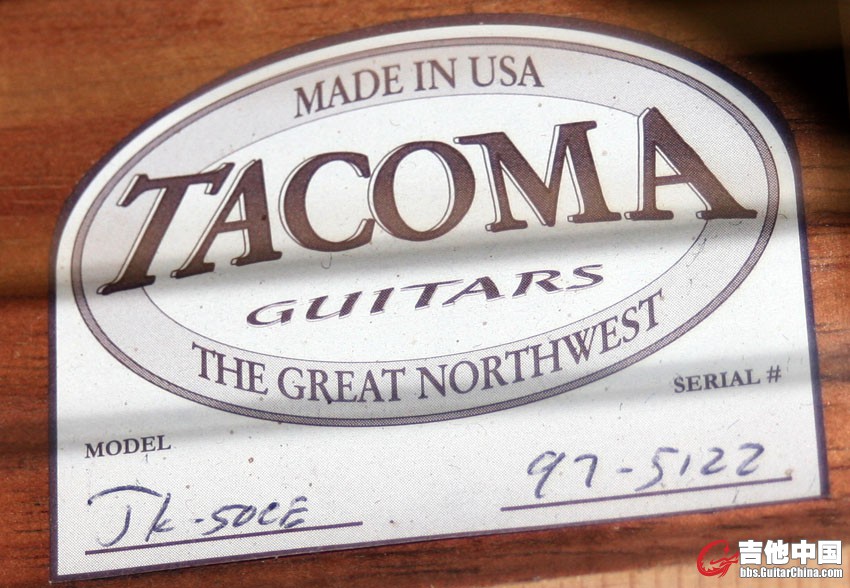 MADE IN USA
TACOMA
GUITARS
THE GREAT NORTHWEST
MODEL
SERIAL #
JK-50CE
97-5122
吉他中国
bbs.GuitarChina.com